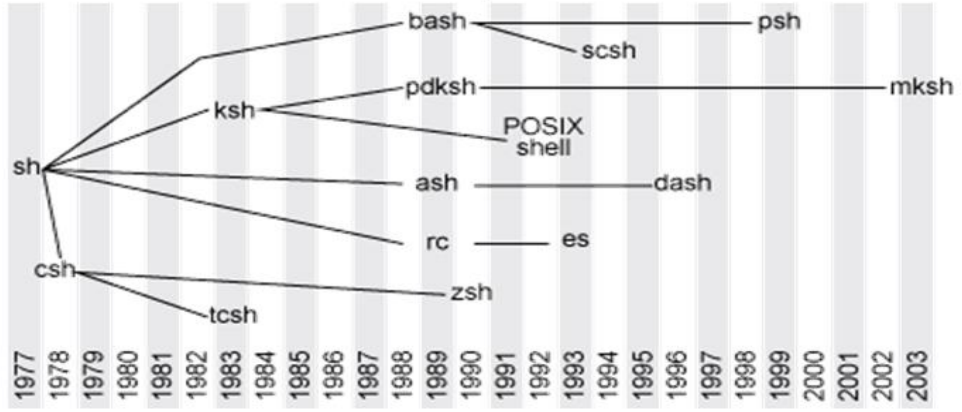 bash
psh
scsh
pdksh
mksh
ksh
POSIX
shell
sh
ash
dash
rc
es
csh
zsh
tcsh
1977
1978
1979
1980
1981
1982
1983
1984
1985
1986
1987
1988
1989
1990
1991
1992
1993
1994
1995
1996
1997
1998
1999
2000
2001
2002
2003